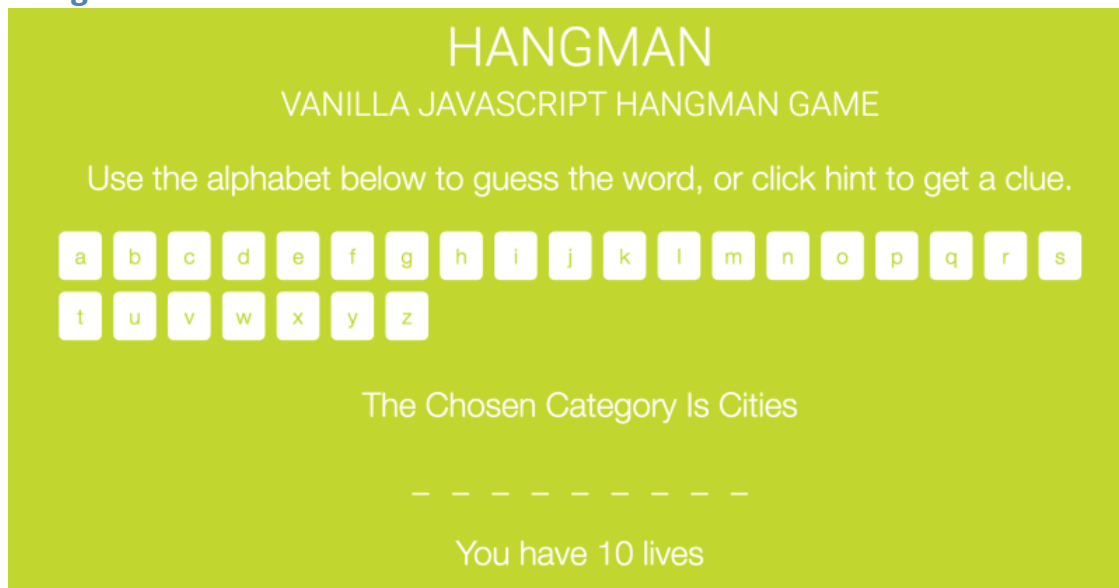 HANGMAN
VANILLA JAVASCRIPT HANGMAN GAME
Use the alphabet below to guess the word, or click hint to get a clue.
a b c d e f g h i j k l m n o p q r s
t u v w x y z
The Chosen Category Is Cities
_ _ _ _ _ _ _ _ _
You have 10 lives